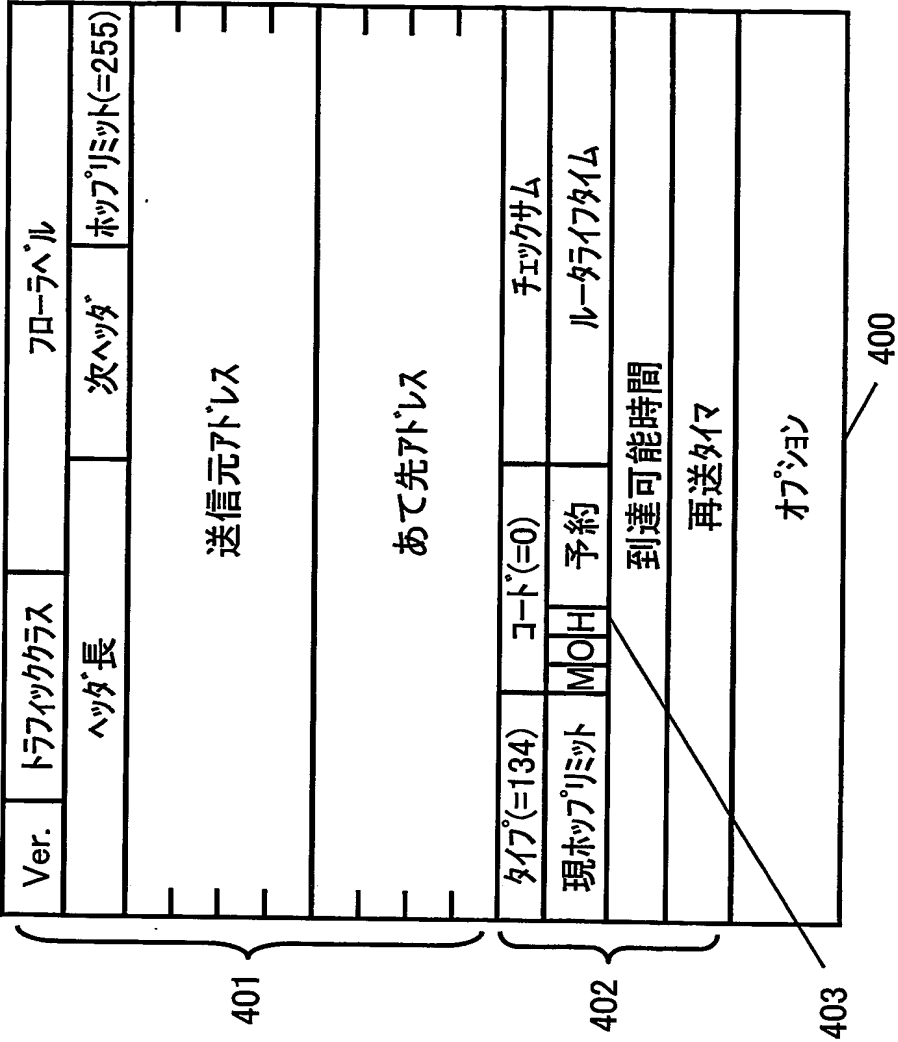 Ver.
トラフィッククラス
フローラベル
ヘッダ長
次ヘッダ
ホップリミット(=255)
送信元アドレス
あて先アドレス
タイプ(=134)
コード(=0)
チェックサム
現ホップリミット
M
O
H
予約
ルータライフタイム
到達可能時間
再送タイマ
オプション
401
402
403
400